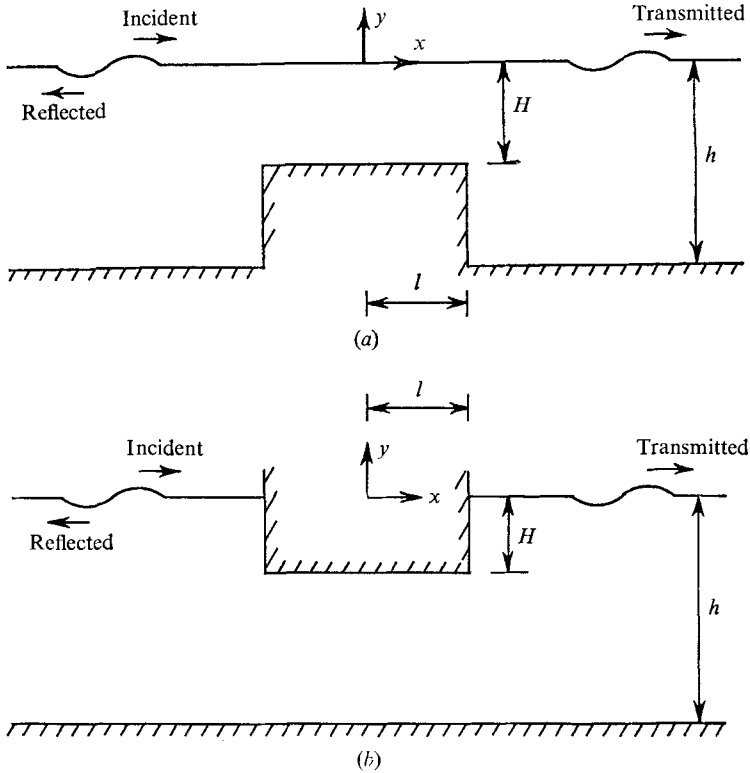 Incident
Transmitted
y
x
Reflected
H
h
l
(a)
l
Incident
Transmitted
y
x
Reflected
H
h
(b)